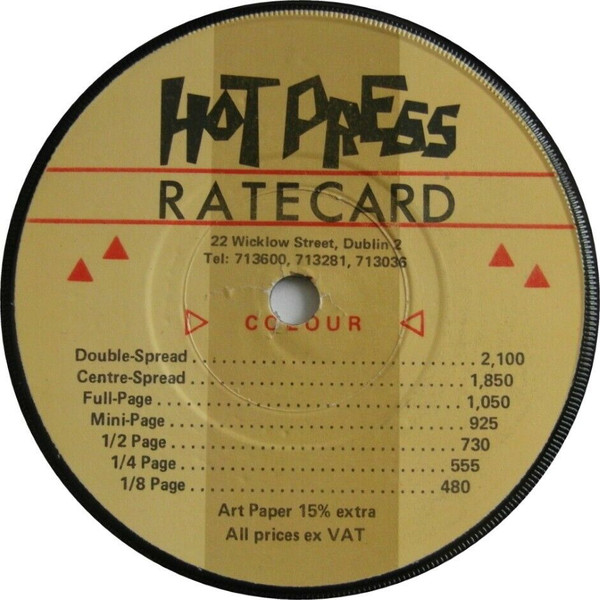 HOT PRESS
RATECARD
22 Wicklow Street, Dublin 2
Tel: 713600, 713281, 713036
COLOUR
Double-Spread . . . . . . . . . . . . . . . . . . . . . . . . . . . . . . . . 2,100
Centre-Spread . . . . . . . . . . . . . . . . . . . . . . . . . . . . . . . 1,850
Full-Page . . . . . . . . . . . . . . . . . . . . . . . . . . . . . . . . . . . 1,050
Mini-Page . . . . . . . . . . . . . . . . . . . . . . . . . . . . . . . . . . 925
1/2 Page . . . . . . . . . . . . . . . . . . . . . . . . . . . . . . . . . 730
1/4 Page . . . . . . . . . . . . . . . . . . . . . . . . . . . . . . . 555
1/8 Page . . . . . . . . . . . . . . . . . . . . . . . . . . . . . 480
Art Paper 15% extra
All prices ex VAT